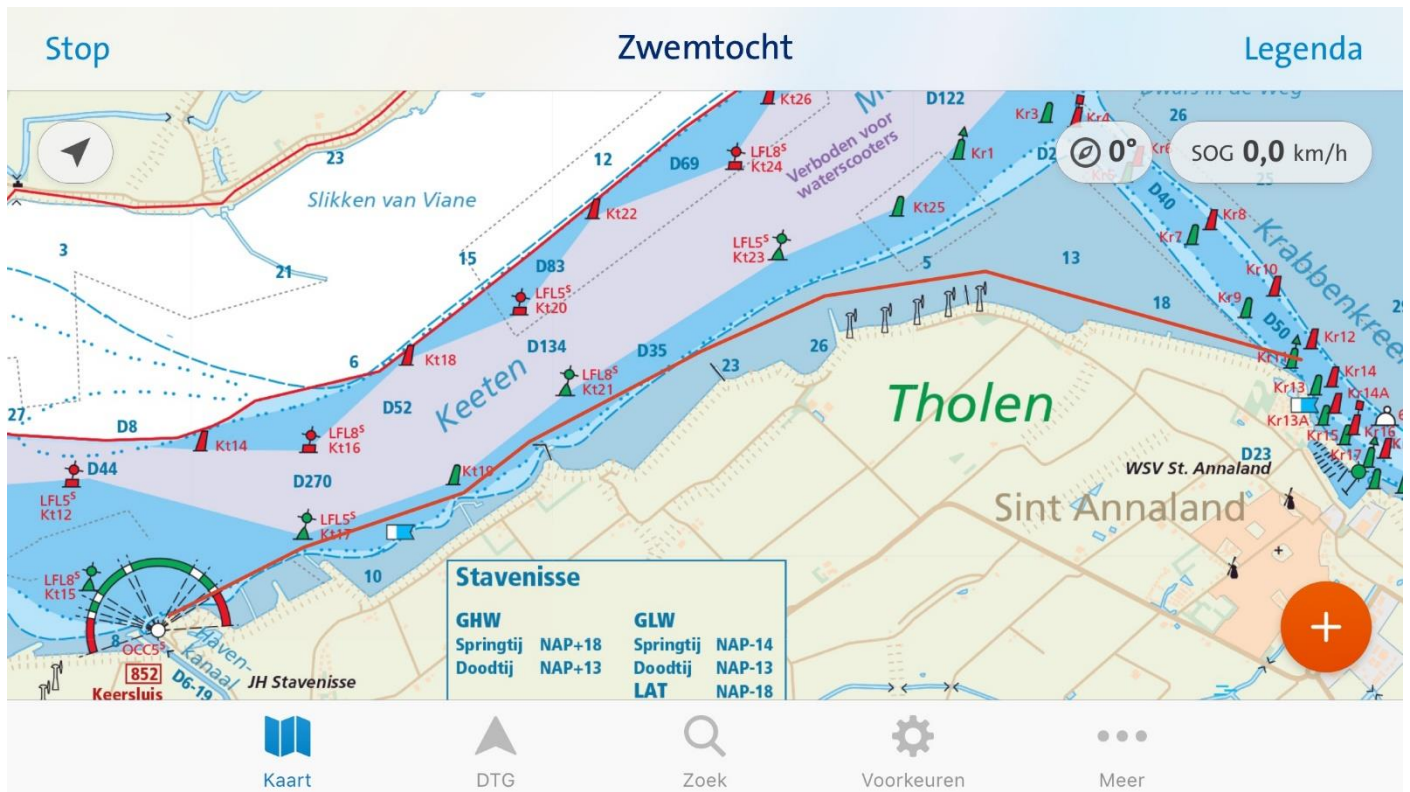 Stop
Zwemtocht
Legenda
Kt26
D122
Kr3
Kr4
26
23
12
D69
LFL8ˢ
Kt24
Verboden voor
waterscooters
Kr1
0°
SOG 0,0 km/h
25
Slikken van Viane
Kt22
Kt25
D40
Kr7
Kr8
3
21
15
D83
LFL5ˢ
Kt23
5
13
Krabbenkreek
LFL5ˢ
Kt20
Kr10
Kr9
18
D134
D35
26
D50
Kr12
6
Kt18
Keeten
LFL8ˢ
Kt21
23
Tholen
Kr14
Kr13
Kr14A
27
D8
D52
Kt14
LFL8ˢ
Kt16
Kr13A
Kr15
Kr16
Kr17
D44
D270
Kt19
D23
WSV St. Annaland
LFL5ˢ
Kt12
LFL5ˢ
Kt17
Sint Annaland
LFL8ˢ
Kt15
10
Stavenisse
GHW
GLW
Springtij NAP+18
Springtij NAP-14
Doodtij NAP+13
Doodtij NAP-13
LAT NAP-18
8
OCC5ˢ
Haven-
kanaal
852
Keersluis
D6-19
JH Stavenisse
Kaart
DTG
Zoek
Voorkeuren
Meer